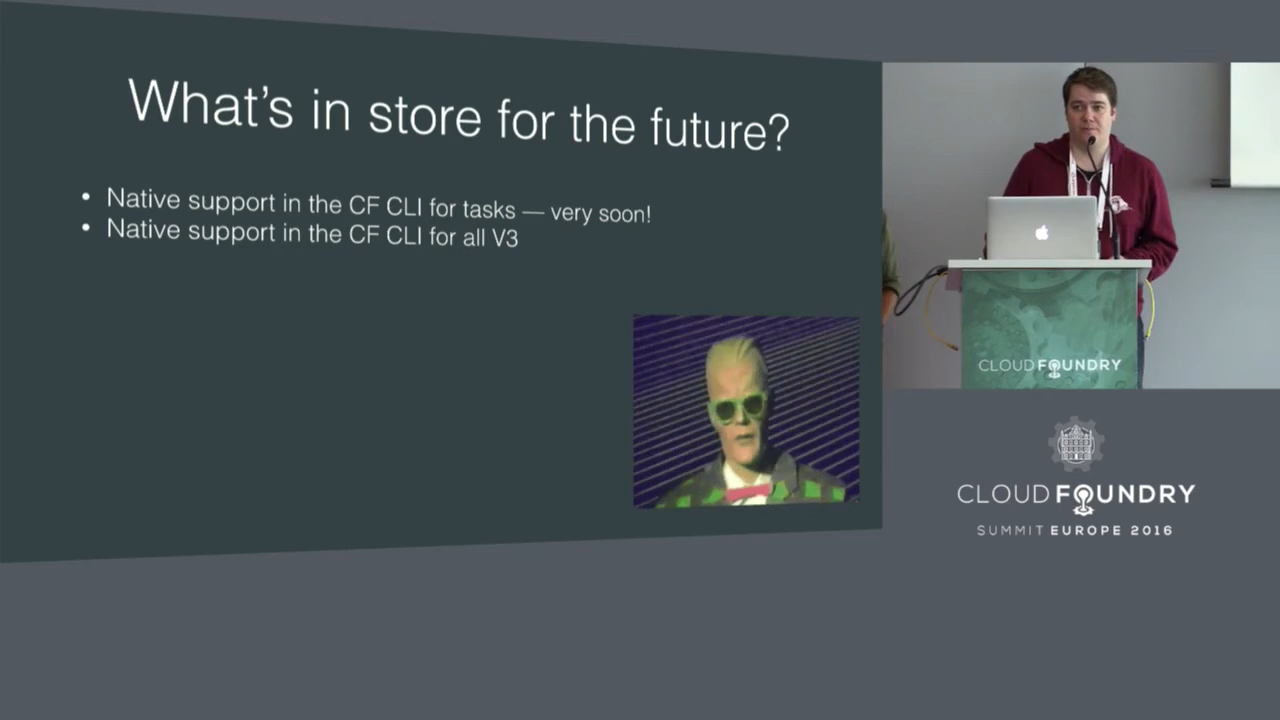 What's in store for the future?
• Native support in the CF CLI for tasks — very soon!
• Native support in the CF CLI for all V3
CLOUD FOUNDRY
CLOUD FOUNDRY
SUMMIT EUROPE 2016